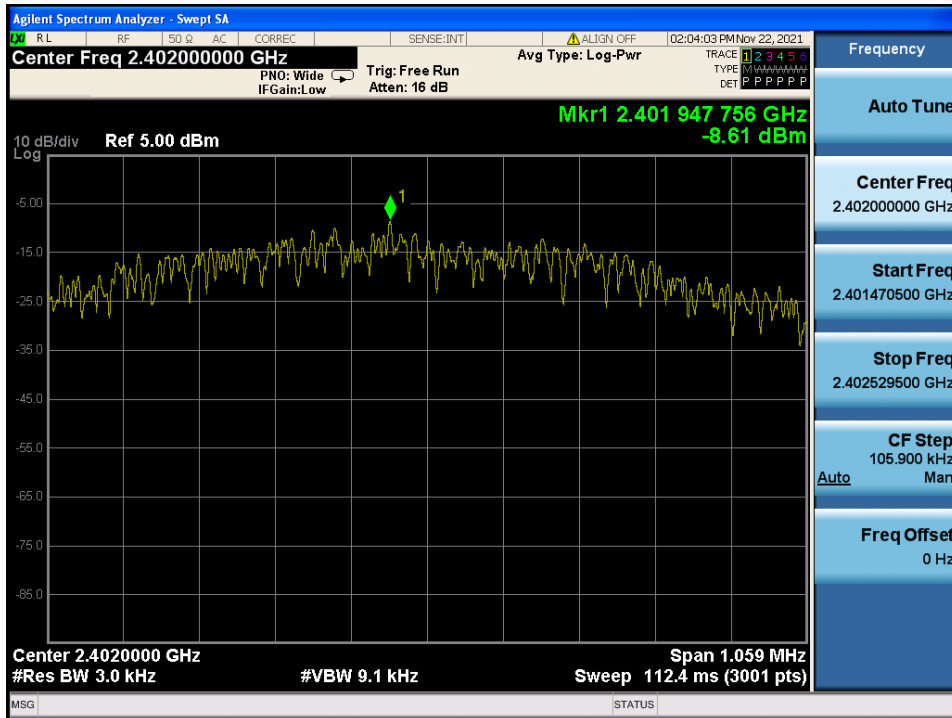 Agilent Spectrum Analyzer - Swept SA
LXI RL RF 50 Ω AC CORREC SENSE:INT ALIGN OFF 02:04:03 PM Nov 22, 2021
Center Freq 2.402000000 GHz
PNO: Wide
IFGain:Low
Trig: Free Run
Atten: 16 dB
Avg Type: Log-Pwr
TRACE 1 2 3 4 5 6
TYPE M W W W W W
DET P P P P P P
Mkr1 2.401 947 756 GHz
-8.61 dBm
10 dB/div Ref 5.00 dBm
Log
1
-5.00
-15.0
-25.0
-35.0
-45.0
-55.0
-65.0
-75.0
-85.0
Center 2.4020000 GHz Span 1.059 MHz
#Res BW 3.0 kHz #VBW 9.1 kHz Sweep 112.4 ms (3001 pts)
MSG STATUS
Frequency
Auto Tune
Center Freq
2.402000000 GHz
Start Freq
2.401470500 GHz
Stop Freq
2.402529500 GHz
CF Step
105.900 kHz
Auto Man
Freq Offset
0 Hz